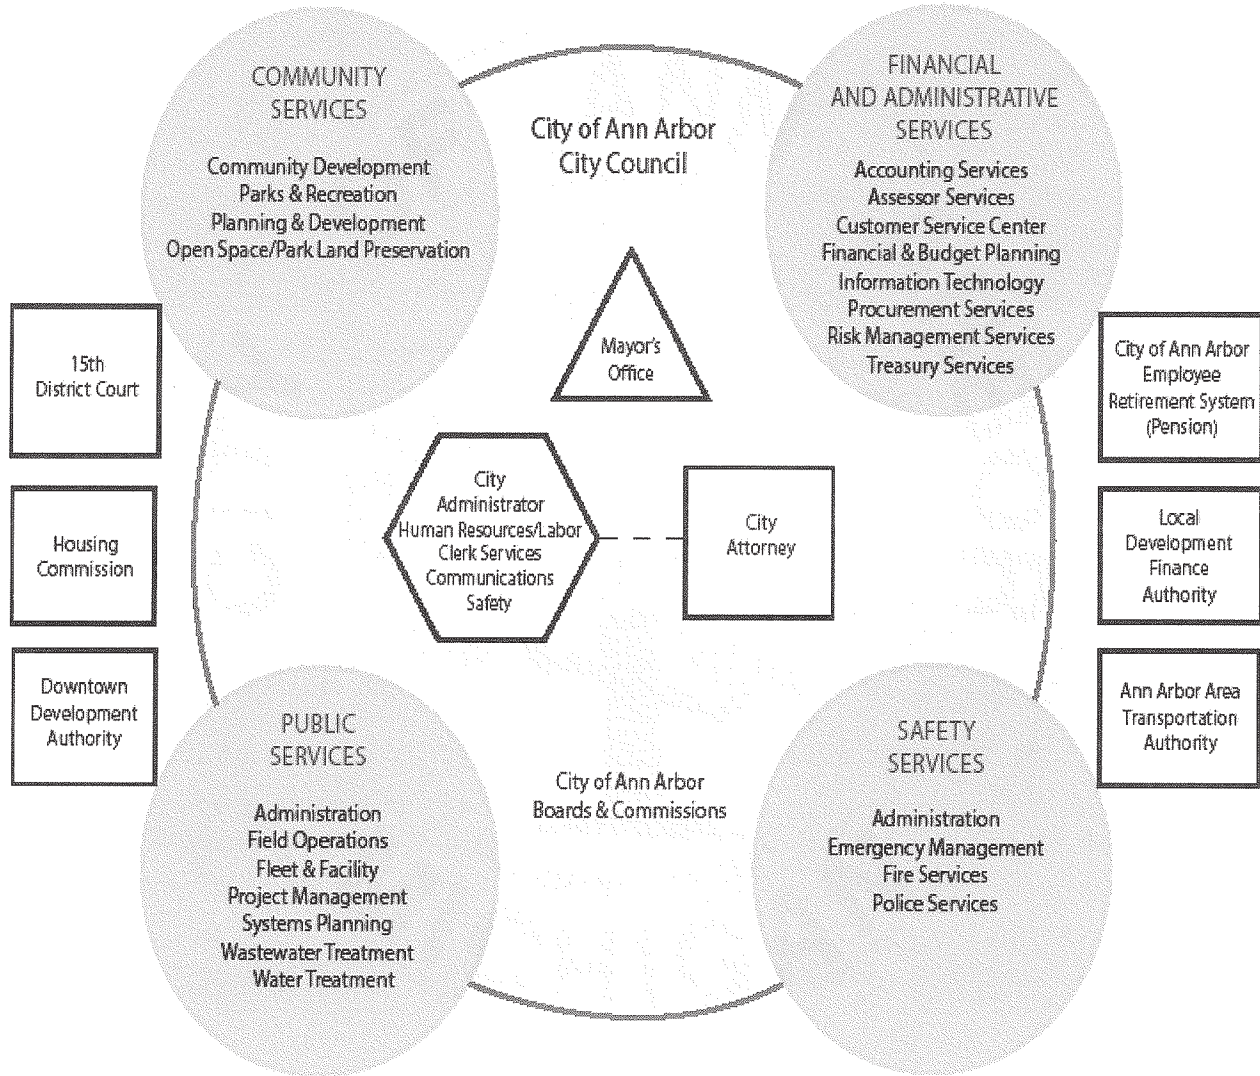 COMMUNITY
SERVICES
Community Development
Parks & Recreation
Planning & Development
Open Space/Park Land Preservation
City of Ann Arbor
City Council
FINANCIAL
AND ADMINISTRATIVE
SERVICES
Accounting Services
Assessor Services
Customer Service Center
Financial & Budget Planning
Information Technology
Procurement Services
Risk Management Services
Treasury Services
Mayor's
Office
15th
District Court
Housing
Commission
Downtown
Development
Authority
City
Administrator
Human Resources/Labor
Clerk Services
Communications
Safety
City
Attorney
City of Ann Arbor
Employee
Retirement System
(Pension)
Local
Development
Finance
Authority
Ann Arbor Area
Transportation
Authority
PUBLIC
SERVICES
Administration
Field Operations
Fleet & Facility
Project Management
Systems Planning
Wastewater Treatment
Water Treatment
City of Ann Arbor
Boards & Commissions
SAFETY
SERVICES
Administration
Emergency Management
Fire Services
Police Services